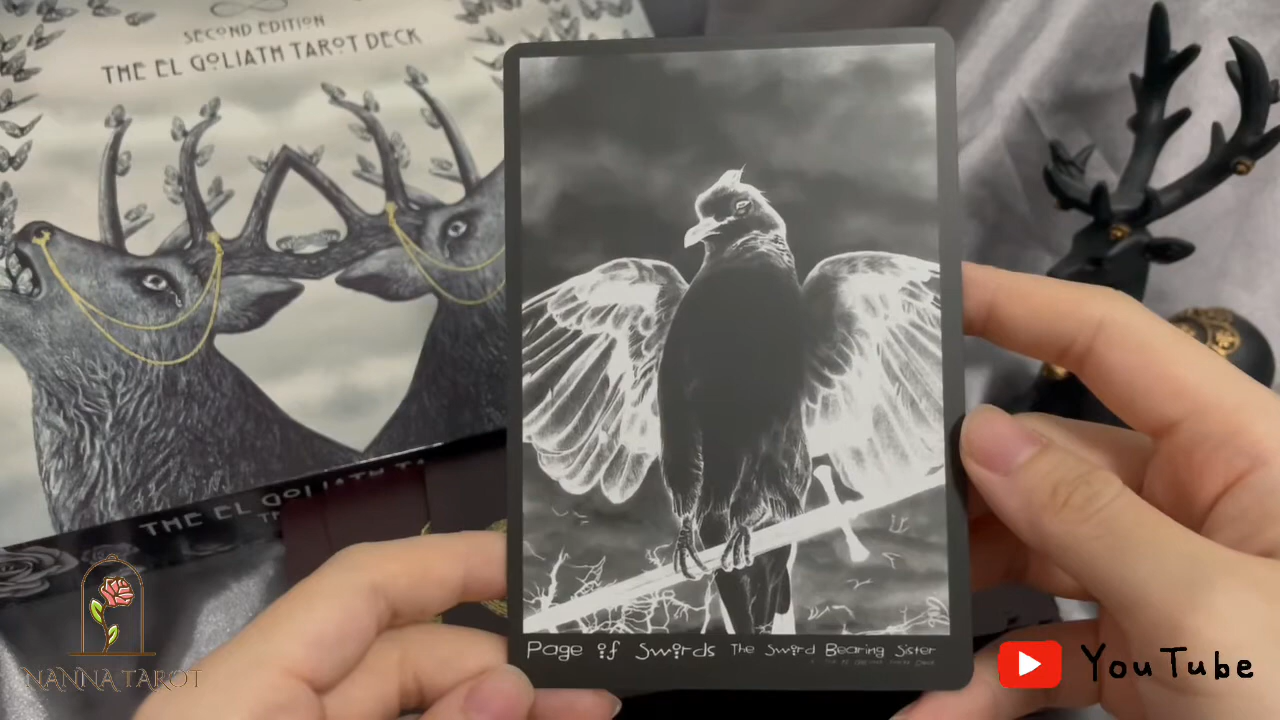 SECOND EDITION
THE EL GOLIATH TAROT DECK
THE EL GOLIATH
Page of Swords The Sword Bearing Sister
NANNA TAROT
YouTube